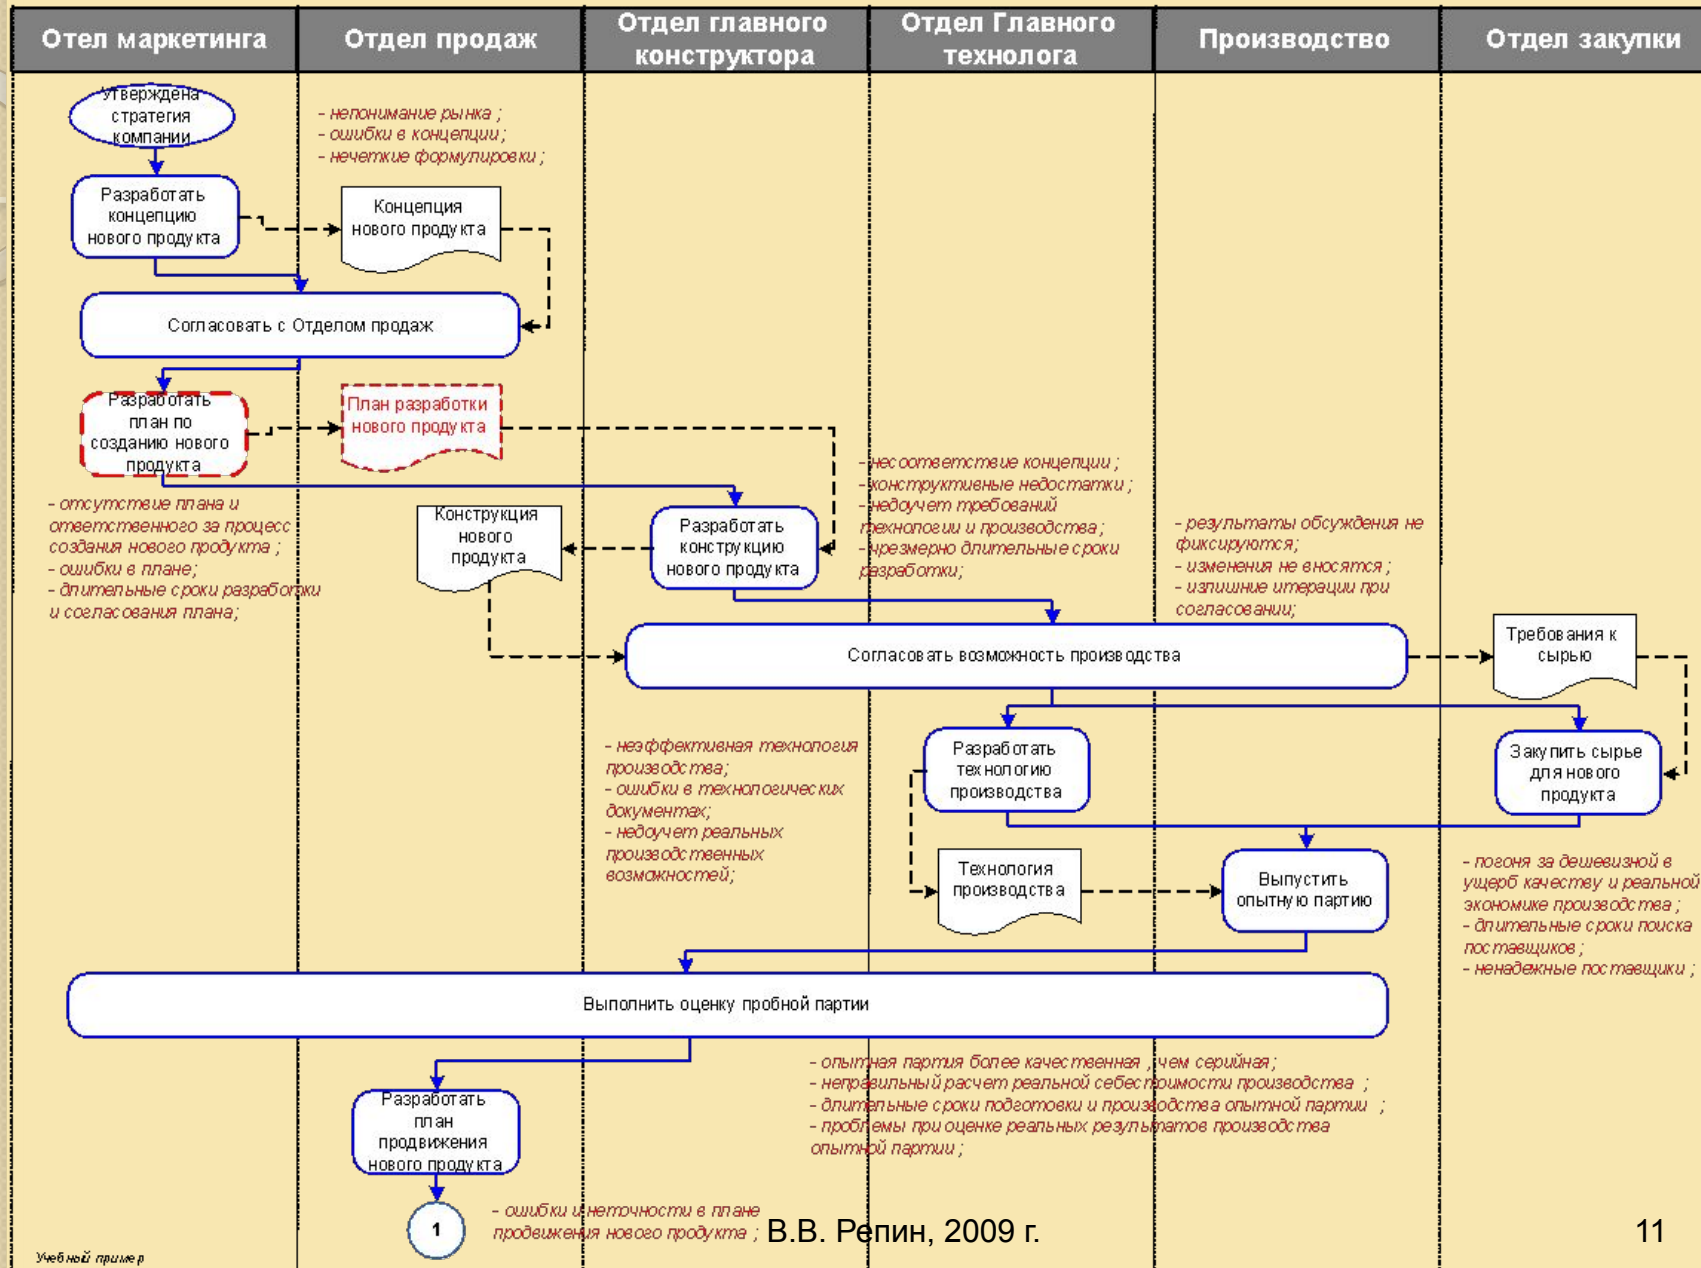 Отел маркетинга
Отдел продаж
Отдел главного
конструктора
Отдел Главного
технолога
Производство
Отдел закупки
Утверждена
стратегия
компании
- непонимание рынка ;
- ошибки в концепции;
- нечеткие формулировки ;
Разработать
концепцию
нового продукта
Концепция
нового продукта
Согласовать с Отделом продаж
Разработать
план по
созданию нового
продукта
План разработки
нового продукта
- отсутствие плана и
ответственного за процесс
создания нового продукта ;
- ошибки в плане;
- длительные сроки разработки
и согласования плана;
Конструкция
нового
продукта
Разработать
конструкцию
нового продукта
- несоответствие концепции ;
- конструктивные недостатки ;
- недоучет требований
технологии и производства;
- чрезмерно длительные сроки
разработки;
- результаты обсуждения не
фиксируются;
- изменения не вносятся ;
- излишние итерации при
согласовании;
Согласовать возможность производства
Требования к
сырью
- неэффективная технология
производства;
- ошибки в технологических
документах;
- недоучет реальных
производственных
возможностей;
Разработать
технологию
производства
Закупить сырье
для нового
продукта
Технология
производства
Выпустить
опытную партию
- погоня за дешевизной в
ущерб качеству и реальной
экономике производства ;
- длительные сроки поиска
поставщиков ;
- ненадежные поставщики ;
Выполнить оценку пробной партии
- опытная партия более качественная , чем серийная;
- неправильный расчет реальной себестоимости производства ;
- длительные сроки подготовки и производства опытной партии ;
- проблемы при оценке реальных результатов производства
опытной партии ;
Разработать
план
продвижения
нового продукта
1
- ошибки и неточности в плане
продвижения нового продукта ;
В.В. Репин, 2009 г.
11
Учебный пример